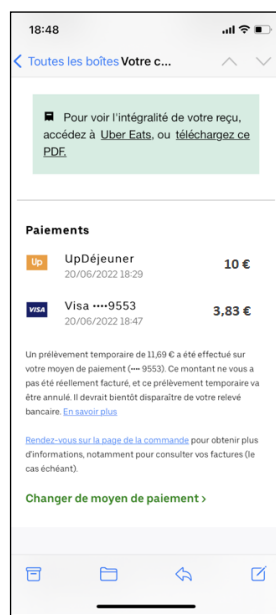 18:48
Toutes les boîtes Votre c...
Pour voir l'intégralité de votre reçu,
accédez à Uber Eats, ou téléchargez ce
PDF.
Paiements
Up UpDéjeuner 10 €
20/06/2022 18:29
VISA Visa ••••9553 3,83 €
20/06/2022 18:47
Un prélèvement temporaire de 11,69 € a été effectué sur
votre moyen de paiement (•••• 9553). Ce montant ne vous a
pas été réellement facturé, et ce prélèvement temporaire va
être annulé. Il devrait bientôt disparaître de votre relevé
bancaire. En savoir plus
Rendez-vous sur la page de la commande pour obtenir plus
d'informations, notamment pour consulter vos factures (le
cas échéant).
Changer de moyen de paiement >